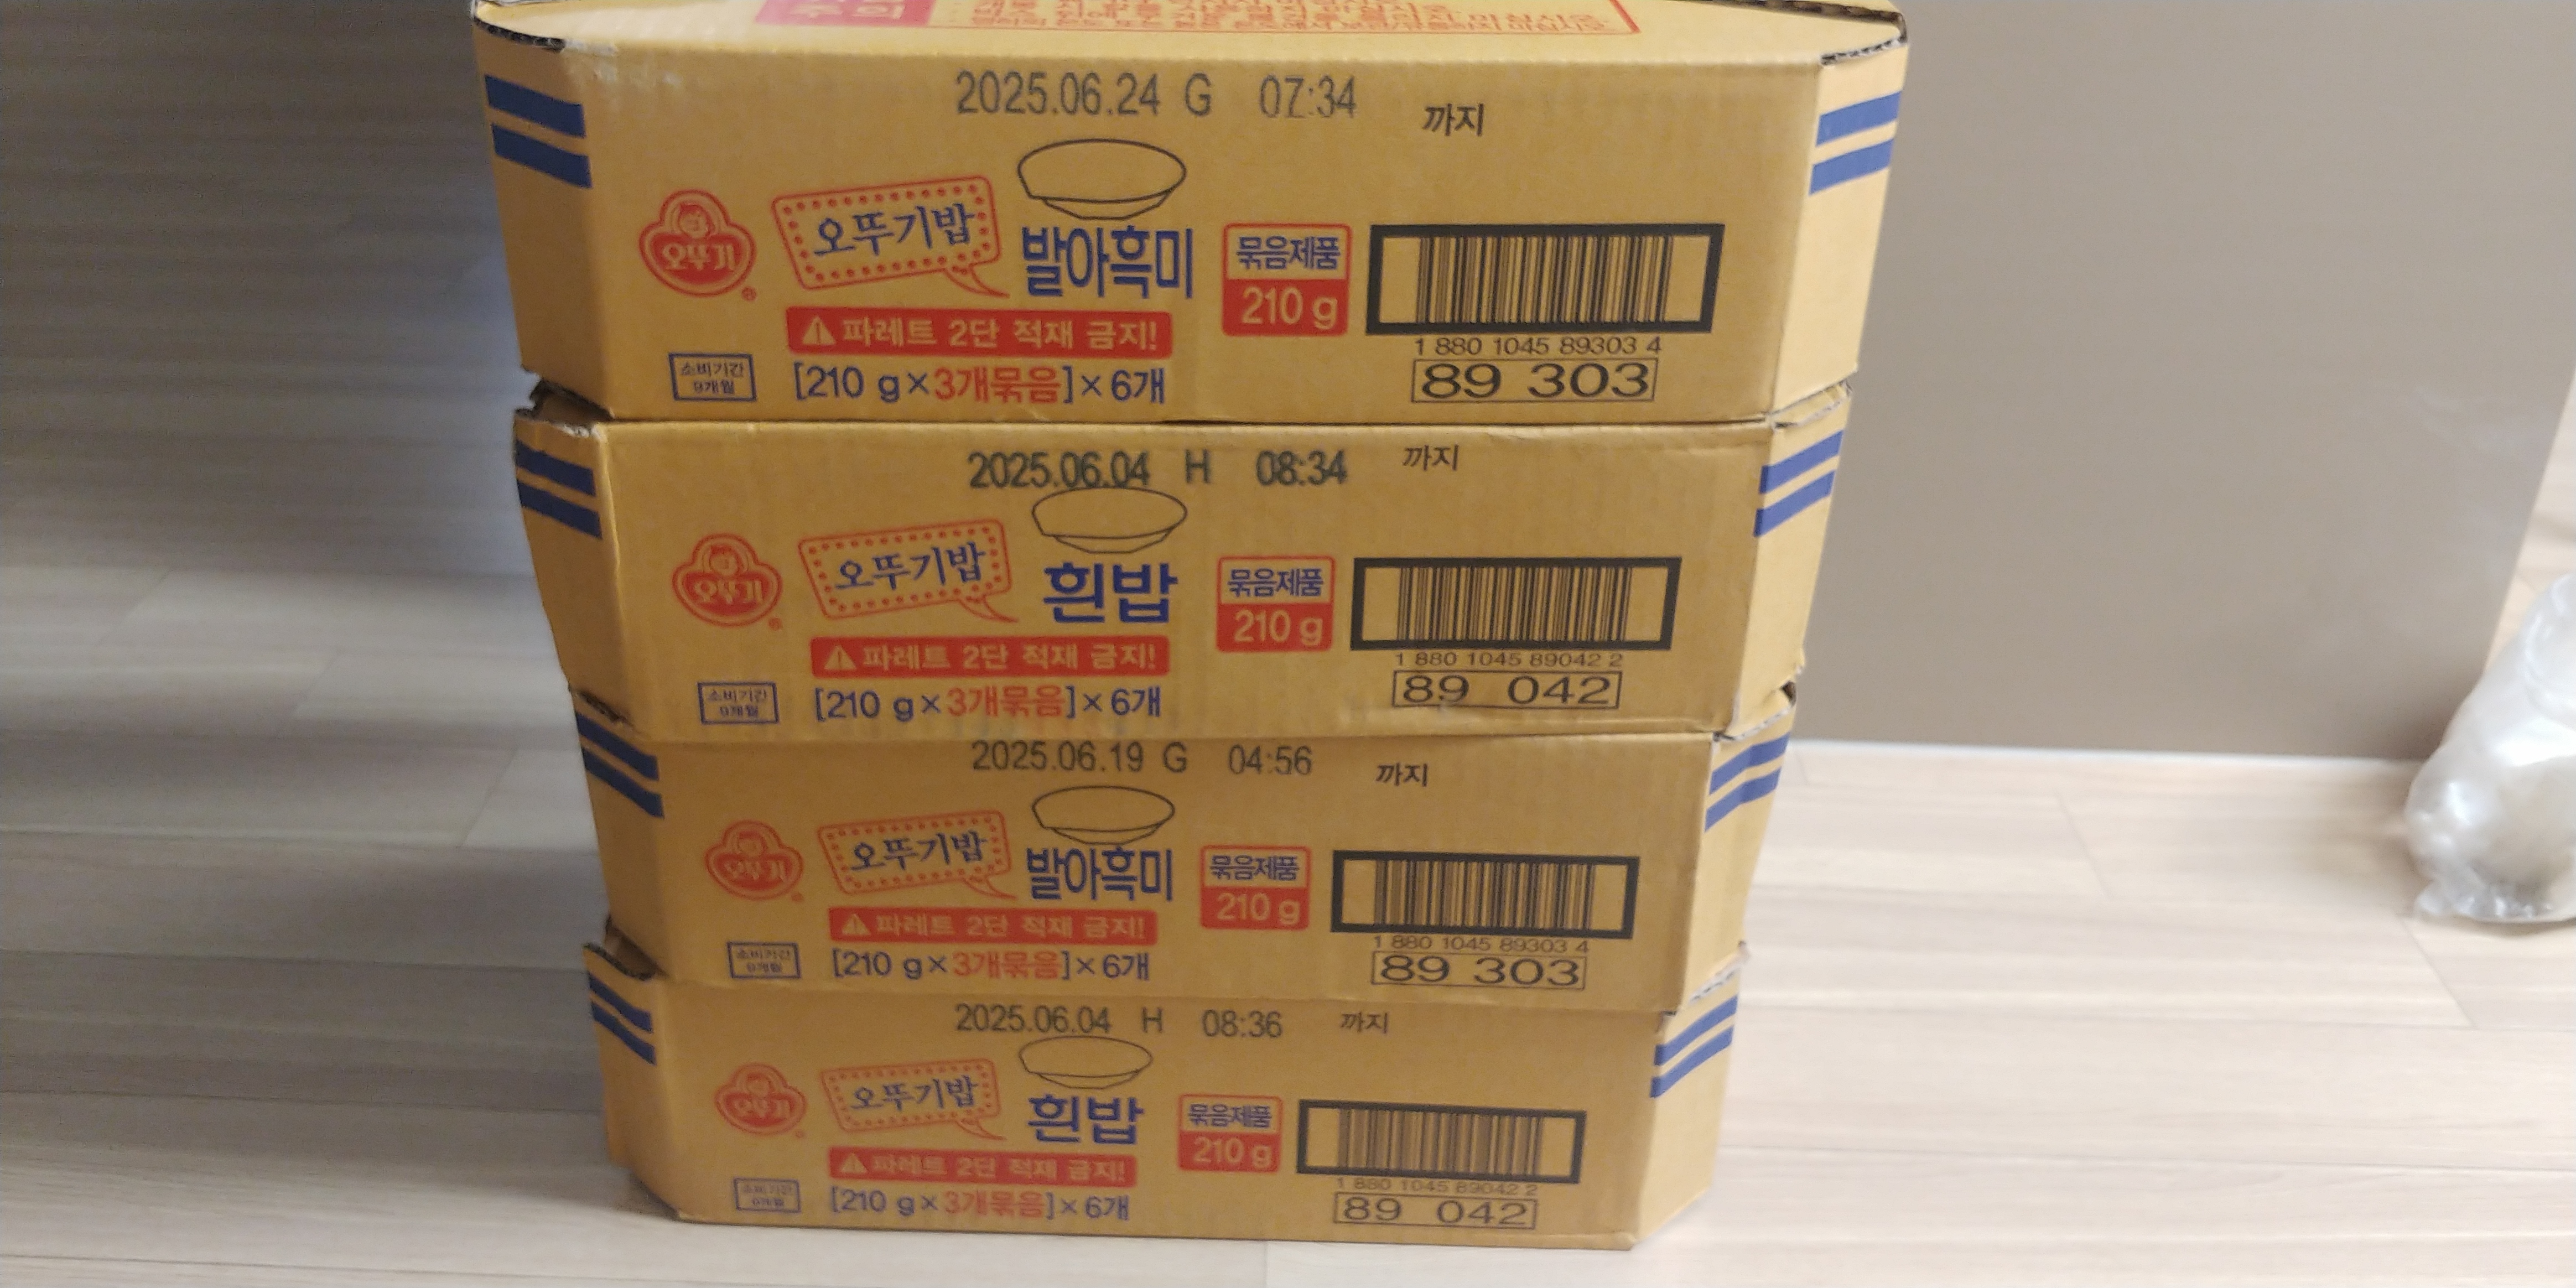 2025.06.24 G 07:34 까지
오뚜기
오뚜기밥
발아흑미
묶음제품
210 g
파레트 2단 적재 금지!
소비기간
9개월
[210 g×3개묶음]×6개
1 880 1045 89303 4
89 303
2025.06.04 H 08:34 까지
오뚜기
오뚜기밥
흰밥
묶음제품
210 g
파레트 2단 적재 금지!
소비기간
9개월
[210 g×3개묶음]×6개
1 880 1045 89042 2
89 042
2025.06.19 G 04:56 까지
오뚜기
오뚜기밥
발아흑미
묶음제품
210 g
파레트 2단 적재 금지!
소비기간
9개월
[210 g×3개묶음]×6개
1 880 1045 89303 4
89 303
2025.06.04 H 08:36 까지
오뚜기
오뚜기밥
흰밥
묶음제품
210 g
파레트 2단 적재 금지!
소비기간
[210 g×3개묶음]×6개
1 880 1045 89042 2
89 042